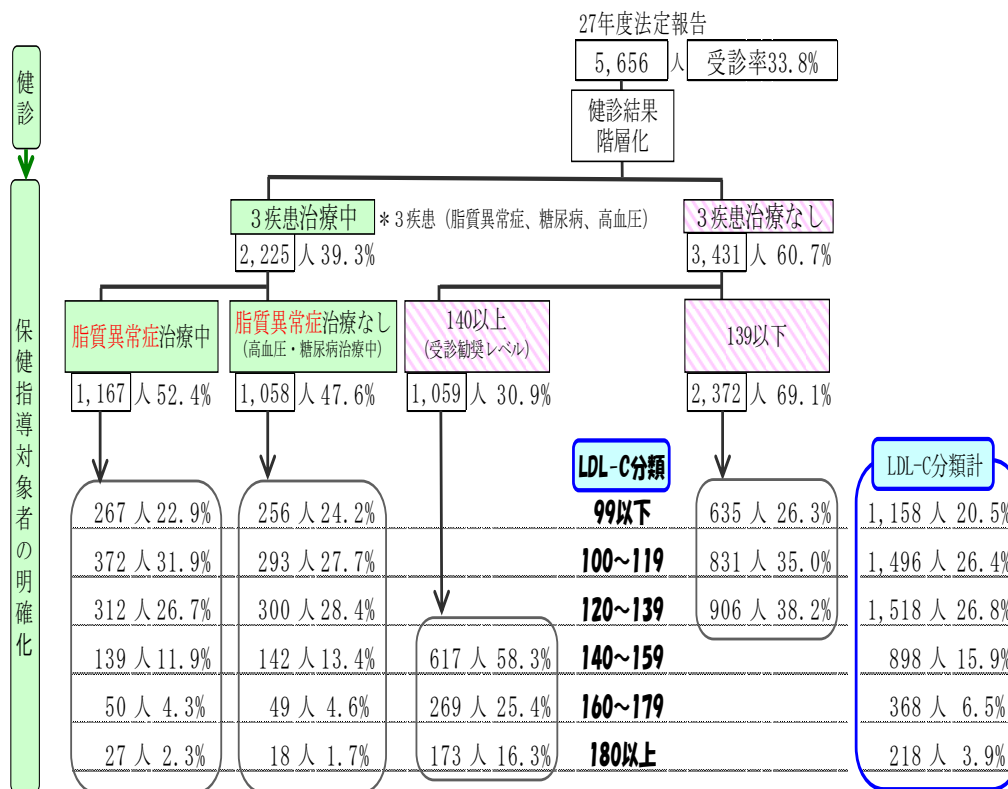 27年度法定報告
5,656 人 受診率33.8%
健診
健診結果
階層化
3疾患治療中 *3疾患（脂質異常症、糖尿病、高血圧） 3疾患治療なし
2,225 人 39.3% 3,431 人 60.7%
保健指導対象者の明確化
脂質異常症治療中
1,167 人 52.4%
脂質異常症治療なし
(高血圧・糖尿病治療中)
1,058 人 47.6%
140以上
(受診勧奨レベル)
1,059 人 30.9%
139以下
2,372 人 69.1%
LDL-C分類 LDL-C分類計
267 人 22.9% 256 人 24.2% 99以下 635 人 26.3% 1,158 人 20.5%
372 人 31.9% 293 人 27.7% 100～119 831 人 35.0% 1,496 人 26.4%
312 人 26.7% 300 人 28.4% 120～139 906 人 38.2% 1,518 人 26.8%
139 人 11.9% 142 人 13.4% 617 人 58.3% 140～159 898 人 15.9%
50 人 4.3% 49 人 4.6% 269 人 25.4% 160～179 368 人 6.5%
27 人 2.3% 18 人 1.7% 173 人 16.3% 180以上 218 人 3.9%